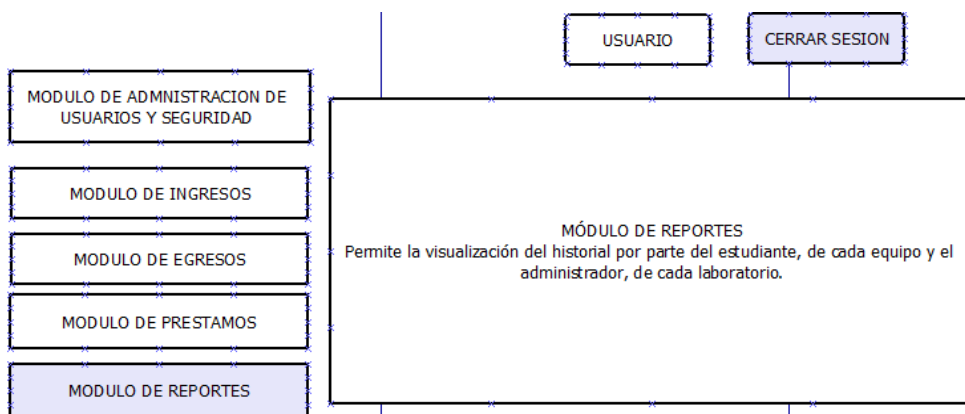 USUARIO
CERRAR SESION
MODULO DE ADMNISTRACION DE
USUARIOS Y SEGURIDAD
MODULO DE INGRESOS
MODULO DE EGRESOS
MODULO DE PRESTAMOS
MODULO DE REPORTES
MÓDULO DE REPORTES
Permite la visualización del historial por parte del estudiante, de cada equipo y el
administrador, de cada laboratorio.